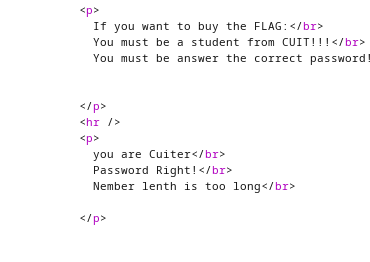 <p>
If you want to buy the FLAG:</br>
You must be a student from CUIT!!!</br>
You must be answer the correct password!
</p>
<hr />
<p>
you are Cuiter</br>
Password Right!</br>
Nember lenth is too long</br>
</p>